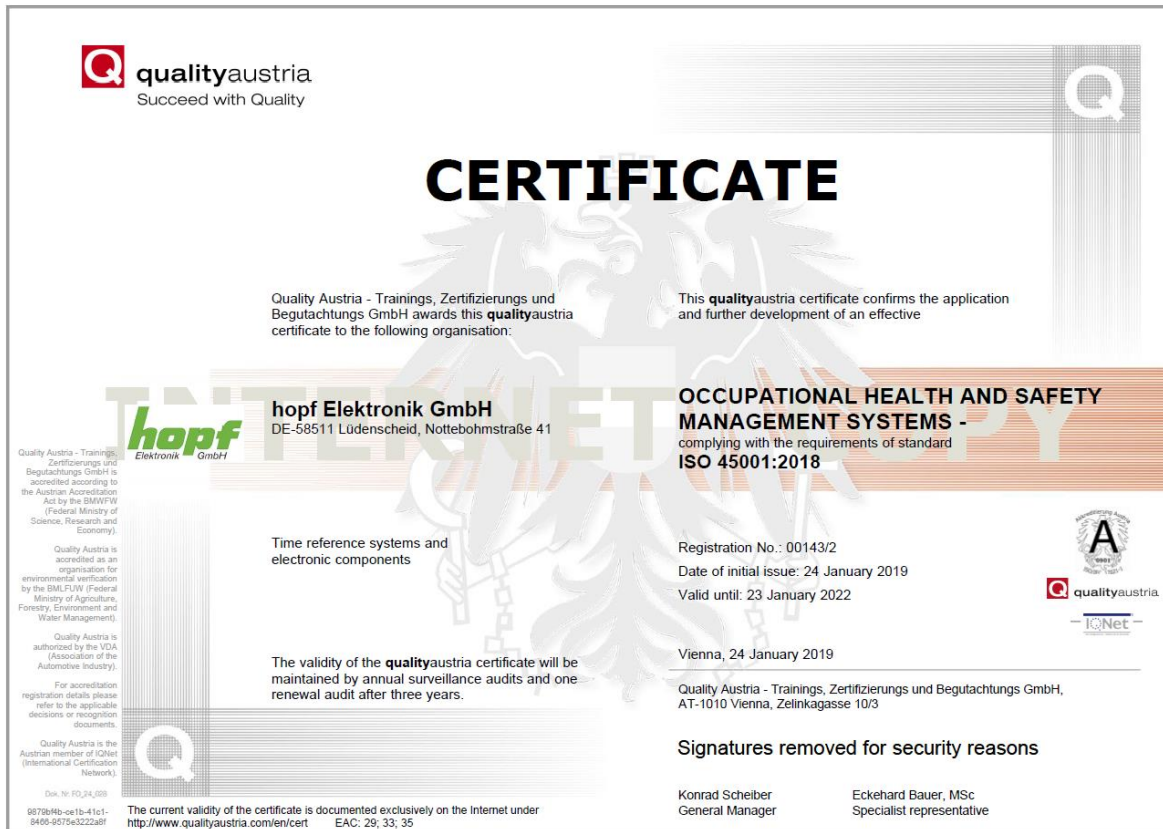 qualityaustria
Succeed with Quality
CERTIFICATE
Quality Austria - Trainings, Zertifizierungs und
Begutachtungs GmbH awards this qualityaustria
certificate to the following organisation:
This qualityaustria certificate confirms the application
and further development of an effective
INTERNET COPY
hopf
Elektronik GmbH
hopf Elektronik GmbH
DE-58511 Lüdenscheid, Nottebohmstraße 41
OCCUPATIONAL HEALTH AND SAFETY
MANAGEMENT SYSTEMS -
complying with the requirements of standard
ISO 45001:2018
Quality Austria - Trainings,
Zertifizierungs und
Begutachtungs GmbH is
accredited according to
the Austrian Accreditation
Act by the BMWFW
(Federal Ministry of
Science, Research and
Economy).
Quality Austria is
accredited as an
organisation for
environmental verification
by the BMLFUW (Federal
Ministry of Agriculture,
Forestry, Environment and
Water Management).
Quality Austria is
authorized by the VDA
(Association of the
Automotive Industry).
For accreditation
registration details please
refer to the applicable
decisions or recognition
documents.
Quality Austria is the
Austrian member of IQNet
(International Certification
Network).
Dok. Nr. FO_24_028
9879bf4b-ce1b-41c1-
8466-9575e3222a8f
Time reference systems and
electronic components
Registration No.: 00143/2
Date of initial issue: 24 January 2019
Valid until: 23 January 2022
Akkreditierung Austria
A
qualityaustria
IQNet
The validity of the qualityaustria certificate will be
maintained by annual surveillance audits and one
renewal audit after three years.
Vienna, 24 January 2019
Quality Austria - Trainings, Zertifizierungs und Begutachtungs GmbH,
AT-1010 Vienna, Zelinkagasse 10/3
Signatures removed for security reasons
Konrad Scheiber
General Manager
Eckehard Bauer, MSc
Specialist representative
The current validity of the certificate is documented exclusively on the Internet under
http://www.qualityaustria.com/en/cert EAC: 29; 33; 35